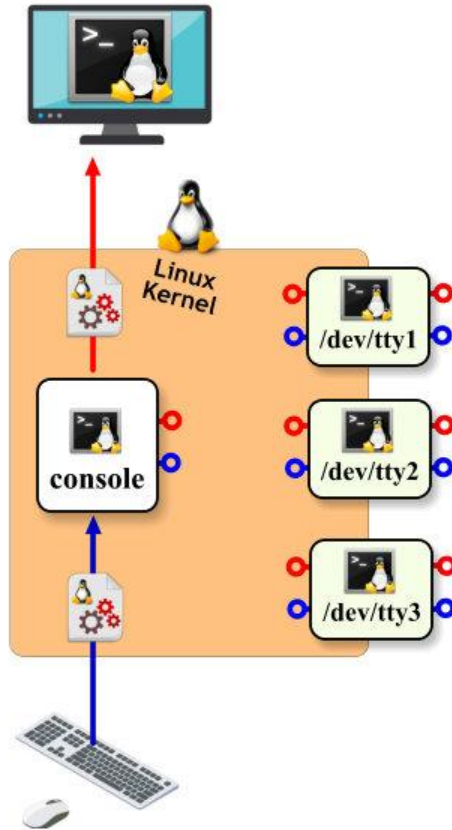 >_
Linux
Kernel
>_
/dev/tty1
>_
console
>_
/dev/tty2
>_
/dev/tty3